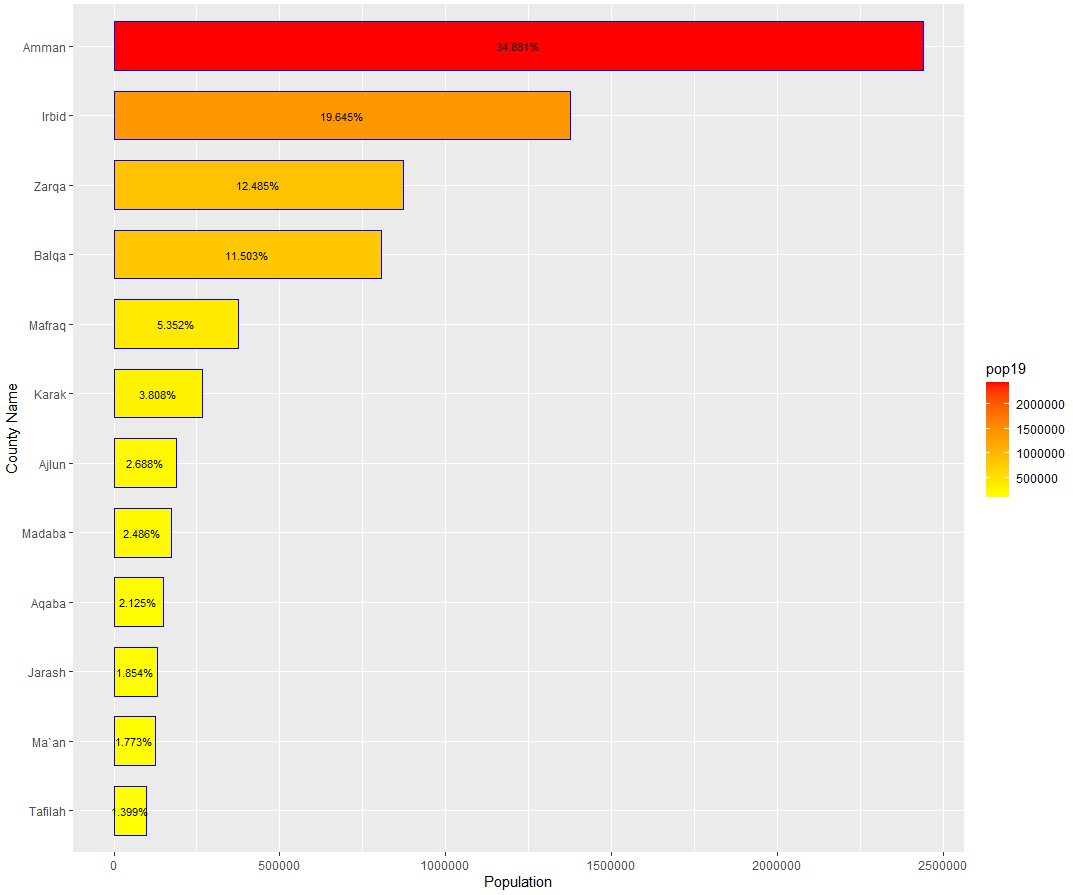 Amman
34.881%
Irbid
19.645%
Zarqa
12.485%
Balqa
11.503%
Mafraq
5.352%
Karak
3.808%
Ajlun
2.688%
Madaba
2.486%
Aqaba
2.125%
Jarash
1.854%
Ma`an
1.773%
Tafilah
1.399%
County Name
0
500000
1000000
1500000
2000000
2500000
Population
pop19
2000000
1500000
1000000
500000